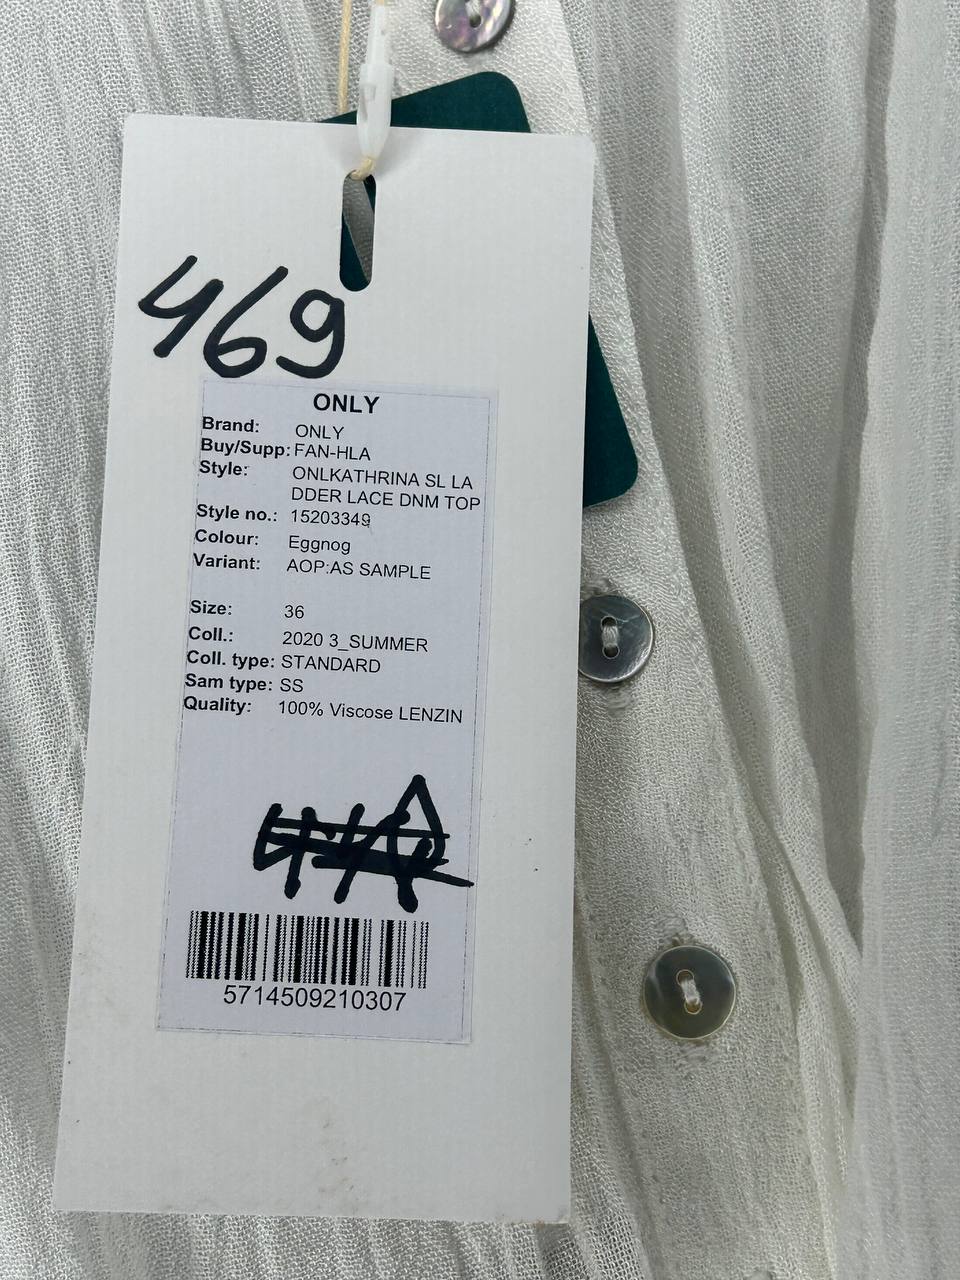 469
ONLY
Brand: ONLY
Buy/Supp: FAN-HLA
Style: ONLKATHRINA SL LA
DDER LACE DNM TOP
Style no.: 15203349
Colour: Eggnog
Variant: AOP:AS SAMPLE
Size: 36
Coll.: 2020 3_SUMMER
Coll. type: STANDARD
Sam type: SS
Quality: 100% Viscose LENZIN
5714509210307